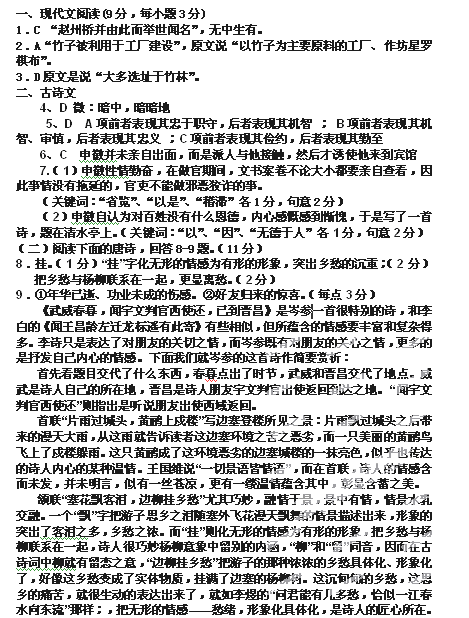 一、现代文阅读(9分，每小题3分)
1．C “赵州桥并由此而举世闻名”，无中生有。
2．A“竹子被利用于工厂建设”，原文说“以竹子为主要原料的工厂、作坊星罗
棋布”。
3．D原文是说“大多选址于竹林”。
二、古诗文
4、D 微：暗中，暗暗地
5、D A项前者表现其忠于职守，后者表现其机智 ； B项前者表现其机
智、审慎，后者表现其忠义 ；C项前者表现其俭约，后者表现其勤至
6、C 申徽并未亲自出面，而是派人与他接触，然后才诱使他来到宾馆
7.(1)申徽性情勤奋，在做官期间，文书案卷不论大小都要亲自查看，因
此事情没有拖延的，官吏不能做邪恶狡诈的事。
(关键词：“省览”、“以是”、“稽滞”各1分，句意2分)
(2)申徽自认为对百姓没有什么恩德，内心感慨感到惭愧，于是写了一首
诗，题在清水亭上。(关键词：“以”、“因”、“无德于人”各1分，句意2分)
(二)阅读下面的唐诗，回答8-9题。(11分)
8．挂。(1分)“挂”字化无形的情感为有形的形象，突出乡愁的沉重；(2分)
把乡愁与杨柳联系在一起，更显离愁。(2分)
9．①年华已逝、功业未成的伤感。②好友归来的惊喜。(每点3分)
《武威春暮，闻宇文判官西使还，已到晋昌》是岑参一首很特别的诗，和李
白的《闻王昌龄左迁龙标遥有此寄》有些相似，但所蕴含的情感要丰富和复杂得
多。李诗只是表达了对朋友的关切之情，而岑参既有对朋友的关心之情，更多的
是抒发自己内心的情感。下面我们就岑参的这首诗作简要赏析：
首先看题目交代了什么东西，春暮点出了时节，武威和晋昌交代了地点。威
武是诗人自己的所在地，晋昌是诗人朋友宇文判官出使返回到达之地。“闻宇文
判官西使还”则指出是听说朋友出使西域返回。
首联“片雨过城头，黄鹂上戍楼”写边塞登楼所见之景：片雨飘过城头之后带
来的漫天大雨，从这雨就告诉读者这边塞环境之苦之恶劣，而一只美丽的黄鹂鸟
飞上了戍楼躲雨。这只黄鹂成了这环境恶劣的边塞城楼的一抹亮色，似乎也传达
的诗人内心的某种温情。王国维说“一切景语皆情语”，而在首联，诗人的情感含
而未发，并未明言，似有一丝苍凉，更有一缕温情蕴含其中，彰显含蓄之美。
颔联“塞花飘客泪，边柳挂乡愁”尤其巧妙，融情于景，景中有情，情景水乳
交融。一个“飘”字把游子思乡之泪随塞外飞花漫天飘舞的情景描述出来，形象的
突出了客泪之多，乡愁之浓。而“挂”则化无形的情感为有形的形象，把乡愁与杨
柳联系在一起，诗人很巧妙杨柳意象中留别的内涵，“柳”和“留”同音，因而在古
诗词中柳就有留恋之意，“边柳挂乡愁”把游子的那种浓浓的乡愁具体化、形象化
了，好像这乡愁变成了实体物质，挂满了边塞的杨柳树。这沉甸甸的乡愁，这思
乡的痛苦，就很生动的表达出来了，就如李煜的“问君能有几多愁，恰似一江春
水向东流”那样；，把无形的情感——愁绪，形象化具体化，是诗人的匠心所在。